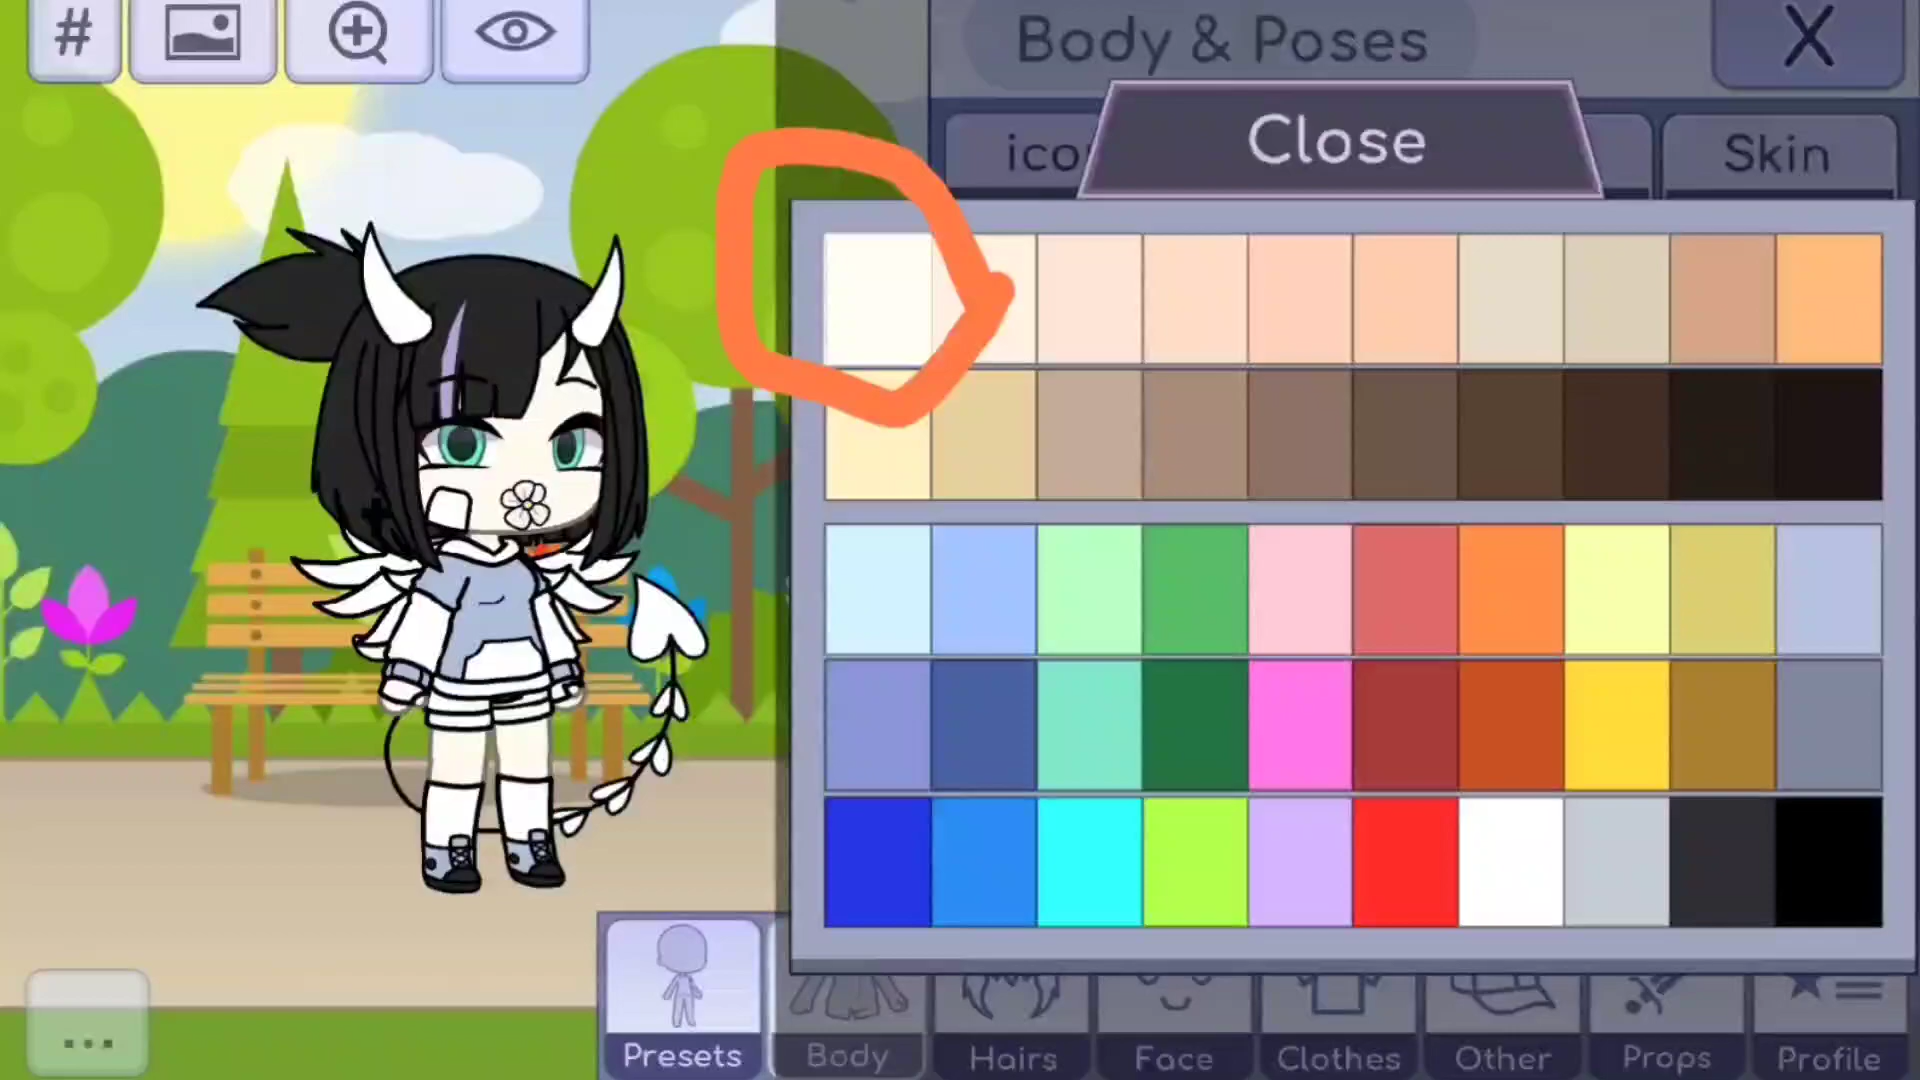 #
Body & Poses
X
Close
Skin
...
Presets
Body
Hairs
Face
Clothes
Other
Props
Profile